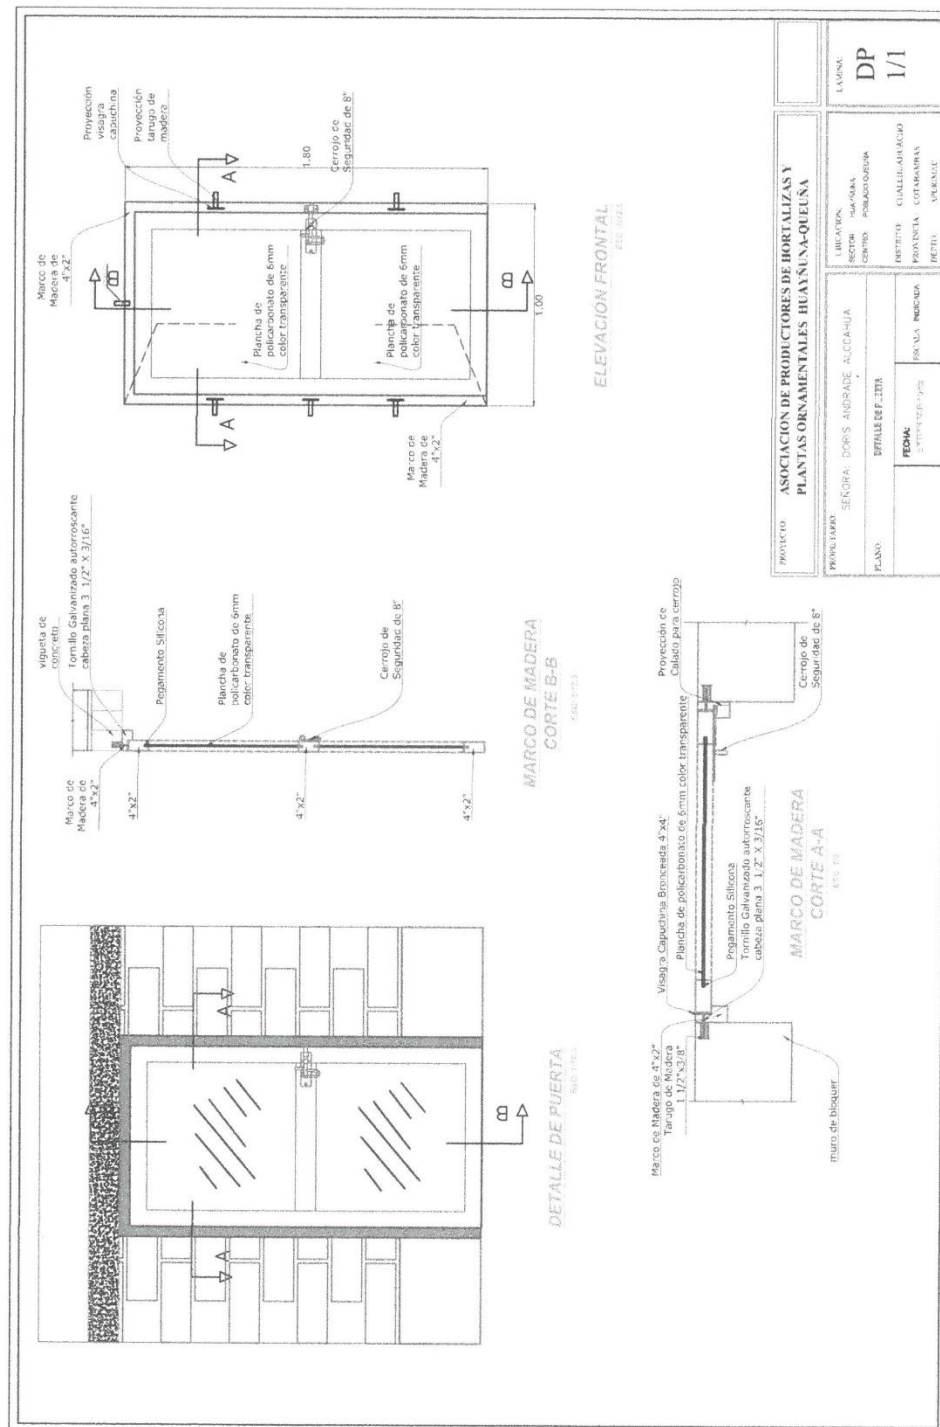 DETALLE DE PUERTA
A
A
B
MARCO DE MADERA
CORTE B-B
vigueta de
concreto
Tornillo Galvanizado autorroscante
cabeza plana 3 1/2" X 3/16"
Marco de
Madera de
4"x2"
4"x2"
Pegamento Silicona
Plancha de
policarbonato de 6mm
color transparente
Cerrojo de
Seguridad de 8"
4"x2"
4"x2"
ELEVACION FRONTAL
Marco de
Madera de
4"x2"
Proyección
visagra
capuchina
Proyección
tarugo de
madera
A
A
B
B
1.80
1.00
Cerrojo de
Seguridad de 8"
Plancha de
policarbonato de 6mm
color transparente
Plancha de
policarbonato de 6mm
color transparente
Marco de
Madera de
4"x2"
MARCO DE MADERA
CORTE A-A
Marco de Madera de 4"x2"
Tarugo de Madera
1 1/2"x3/8"
Visagra Capuchina Bronceada 4"x4"
Plancha de policarbonato de 6mm color transparente
Pegamento Silicona
Tornillo Galvanizado autorroscante
cabeza plana 3 1/2" X 3/16"
Proyección de
Calado para cerrojo
Cerrojo de
Seguridad de 8"
muro de bloquer
PROYECTO:
ASOCIACION DE PRODUCTORES DE HORTALIZAS Y
PLANTAS ORNAMENTALES HUAYÑUNA-QUEUÑA
PROPIETARIO:
SEÑORA: DORIS ANDRADE ALCCAHUA
PLANO:
DETALLE DE PUERTA
FECHA:
ESCALA INDICADA
UBICACION:
SECTOR HUAYÑUNA
CENTRO POBLADO QUEUÑA
DISTRITO
PROVINCIA COTABAMBAS
DEPTO. APURIMAC
LAMINA:
DP
1/1